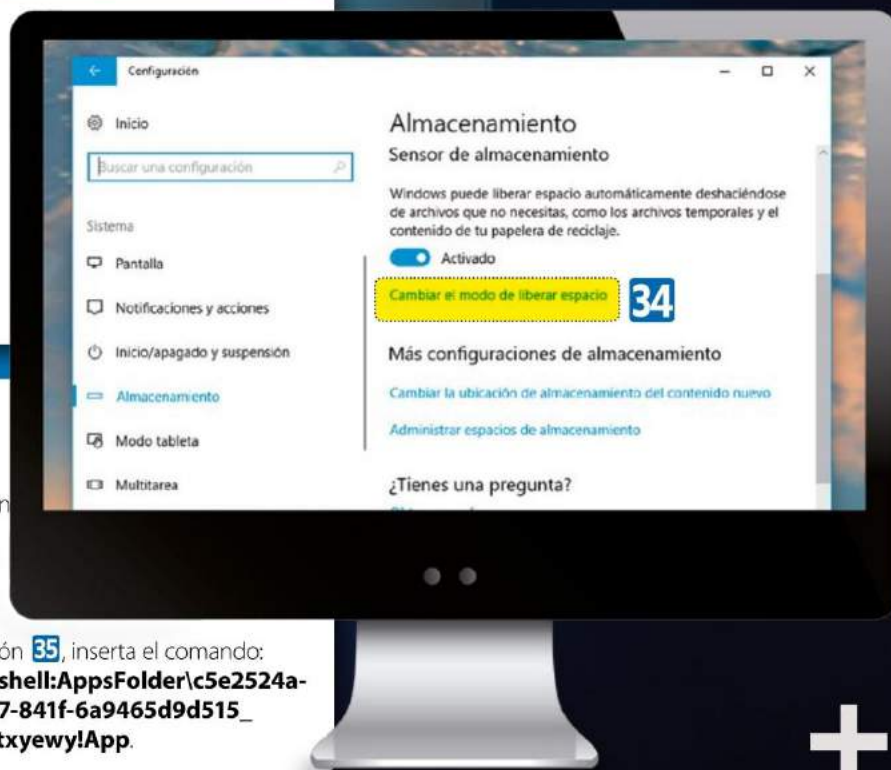 Configuración
Inicio
Buscar una configuración
Sistema
Pantalla
Notificaciones y acciones
Inicio/apagado y suspensión
Almacenamiento
Modo tableta
Multitarea
Almacenamiento
Sensor de almacenamiento
Windows puede liberar espacio automáticamente deshaciéndose
de archivos que no necesitas, como los archivos temporales y el
contenido de tu papelera de reciclaje.
Activado
Cambiar el modo de liberar espacio
34
Más configuraciones de almacenamiento
Cambiar la ubicación de almacenamiento del contenido nuevo
Administrar espacios de almacenamiento
¿Tienes una pregunta?
ón 35, inserta el comando:
shell:AppsFolder\c5e2524a-
7-841f-6a9465d9d515_
txyewy!App.
+